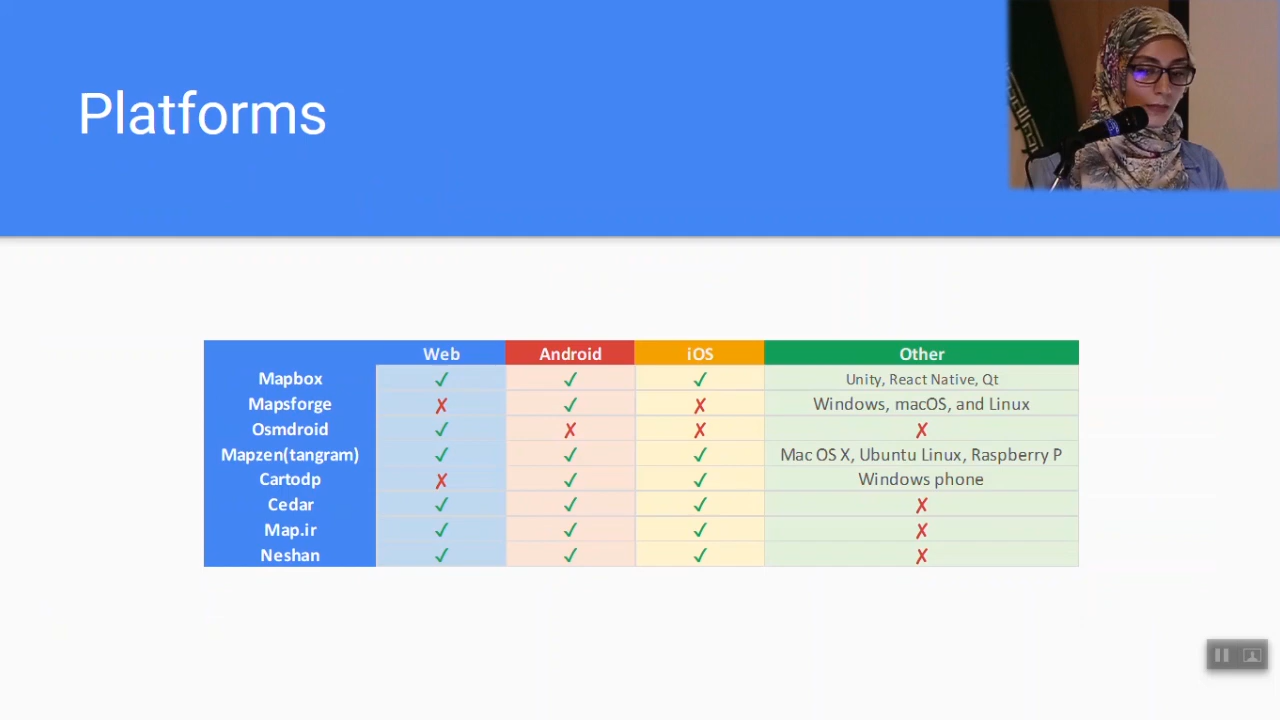 Platforms
Web Android iOS Other
Mapbox ✓ ✓ ✓ Unity, React Native, Qt
Mapsforge ✗ ✓ ✗ Windows, macOS, and Linux
Osmdroid ✓ ✗ ✗ ✗
Mapzen(tangram) ✓ ✓ ✓ Mac OS X, Ubuntu Linux, Raspberry P
Cartodp ✗ ✓ ✓ Windows phone
Cedar ✓ ✓ ✓ ✗
Map.ir ✓ ✓ ✓ ✗
Neshan ✓ ✓ ✓ ✗